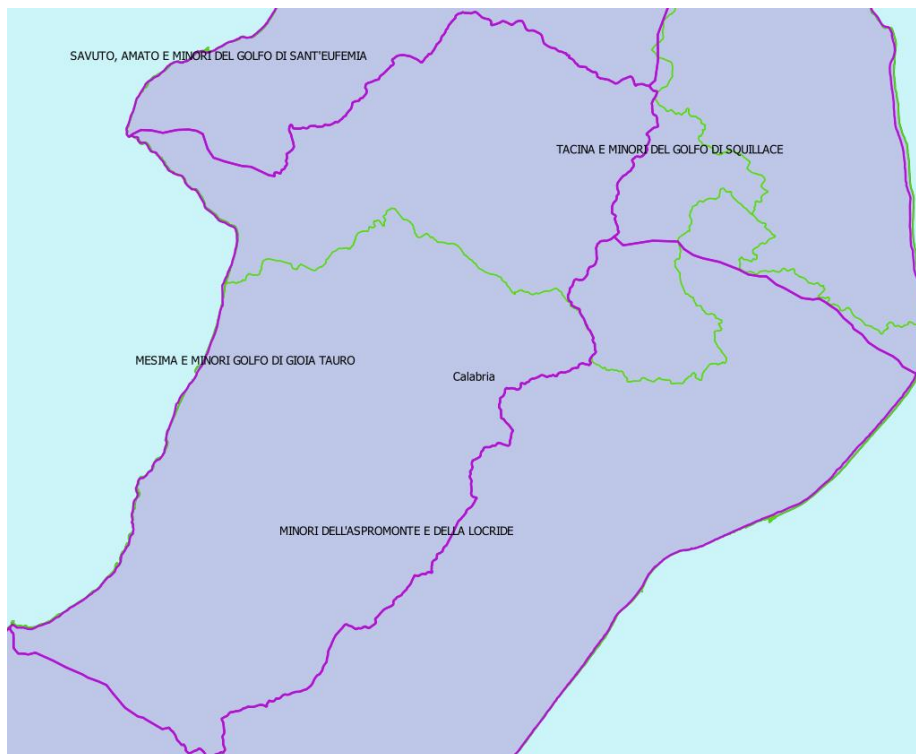 SAVUTO, AMATO E MINORI DEL GOLFO DI SANT'EUFEMIA
TACINA E MINORI DEL GOLFO DI SQUILLACE
MESIMA E MINORI GOLFO DI GIOIA TAURO
Calabria
MINORI DELL'ASPROMONTE E DELLA LOCRIDE